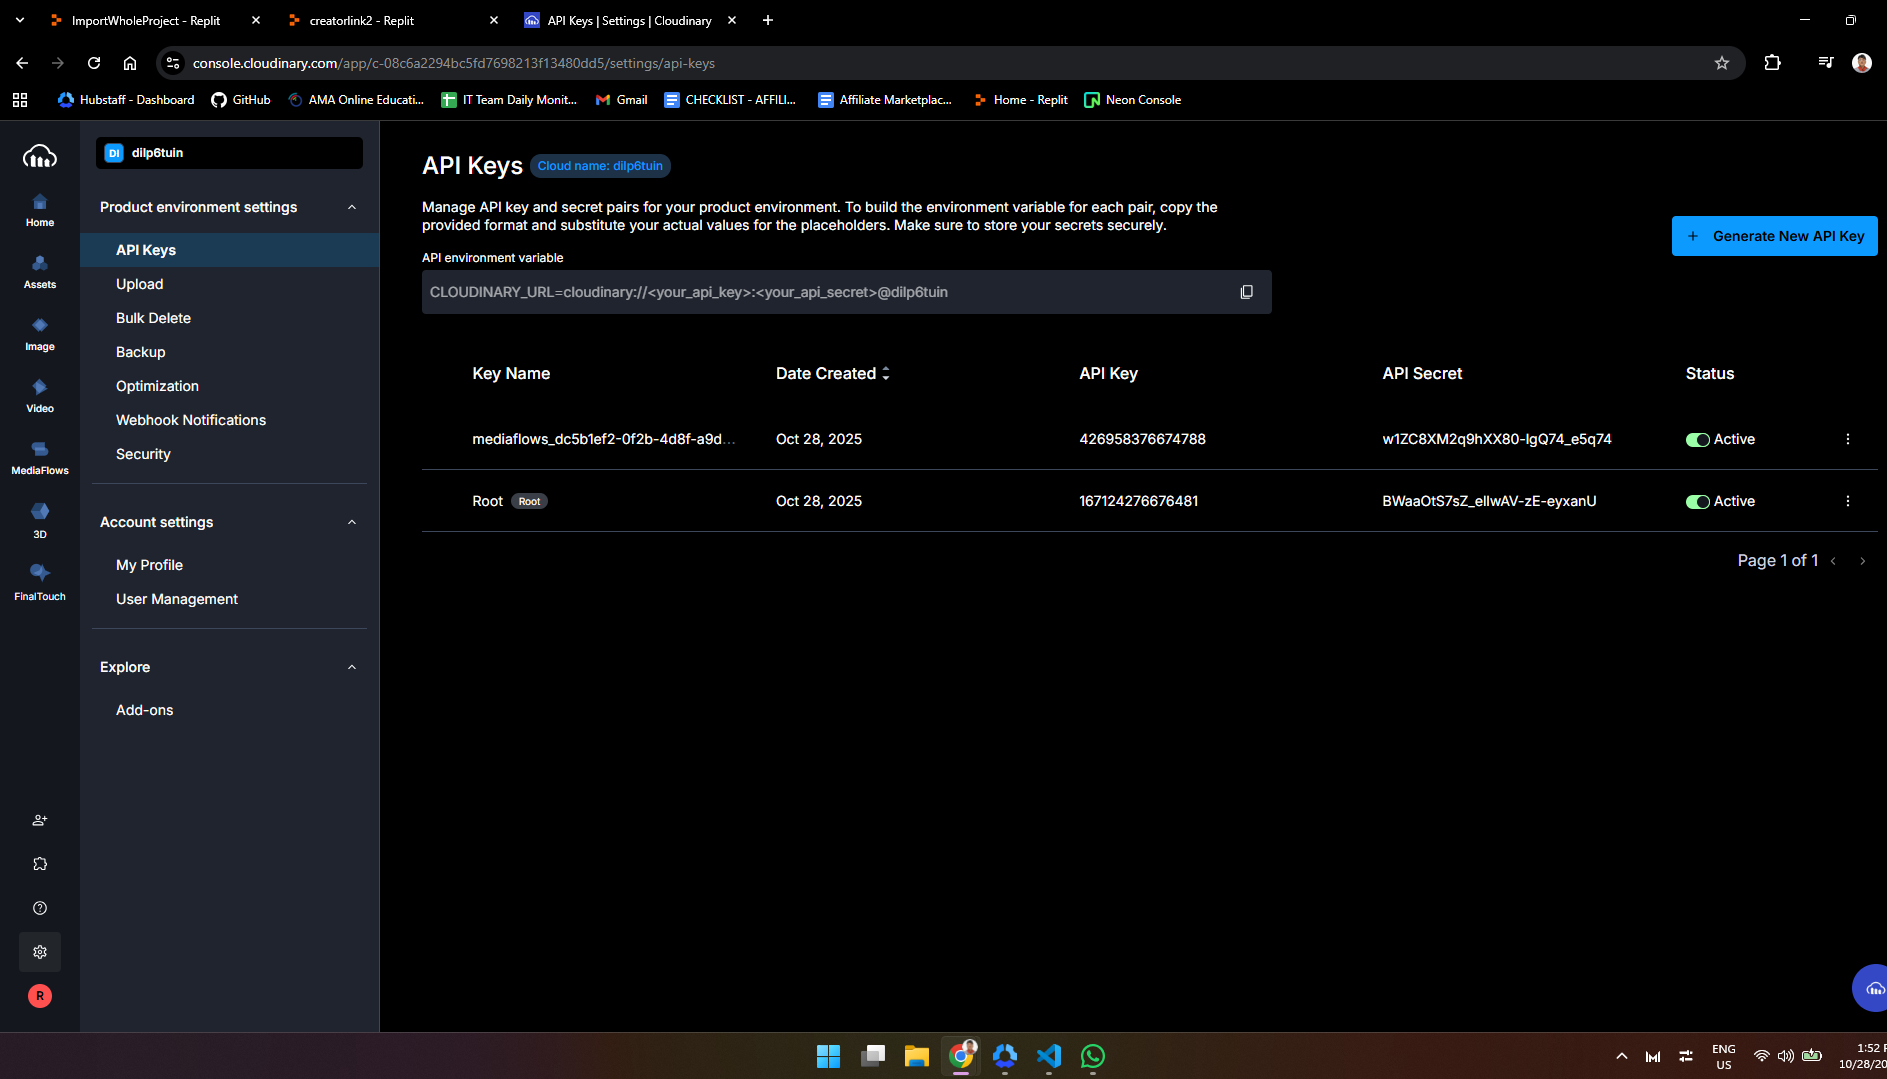 ImportWholeProject - Replit
creatorlink2 - Replit
API Keys | Settings | Cloudinary
console.cloudinary.com/app/c-08c6a2294bc5fd7698213f13480dd5/settings/api-keys
Hubstaff - Dashboard
GitHub
AMA Online Educati...
IT Team Daily Monit...
Gmail
CHECKLIST - AFFILI...
Affiliate Marketplac...
Home - Replit
Neon Console
Home
Assets
Image
Video
MediaFlows
3D
FinalTouch
R
DI dilp6tuin
Product environment settings
API Keys
Upload
Bulk Delete
Backup
Optimization
Webhook Notifications
Security
Account settings
My Profile
User Management
Explore
Add-ons
API Keys
Cloud name: dilp6tuin
Manage API key and secret pairs for your product environment. To build the environment variable for each pair, copy the
provided format and substitute your actual values for the placeholders. Make sure to store your secrets securely.
+ Generate New API Key
API environment variable
CLOUDINARY_URL=cloudinary://<your_api_key>:<your_api_secret>@dilp6tuin
Key Name Date Created API Key API Secret Status
mediaflows_dc5b1ef2-0f2b-4d8f-a9d... Oct 28, 2025 426958376674788 w1ZC8XM2q9hXX80-IgQ74_e5q74 Active
Root Root Oct 28, 2025 167124276676481 BWaaOtS7sZ_elIwAV-zE-eyxanU Active
Page 1 of 1
ENG
US
1:52
10/28/20